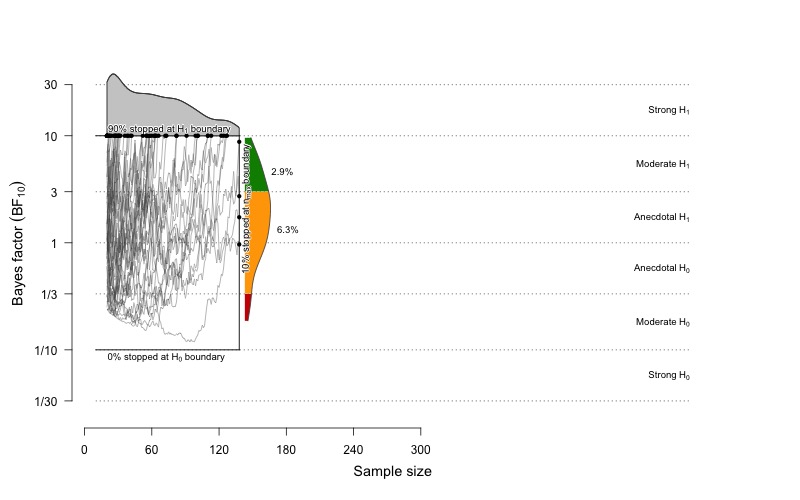 30
Strong H₁
90% stopped at H₁ boundary
10
Moderate H₁
2.9%
3
Anecdotal H₁
6.3%
1
10% stopped at nmax boundary
Anecdotal H₀
1/3
Moderate H₀
1/10
0% stopped at H₀ boundary
Strong H₀
1/30
Bayes factor (BF₁₀)
0 60 120 180 240 300
Sample size